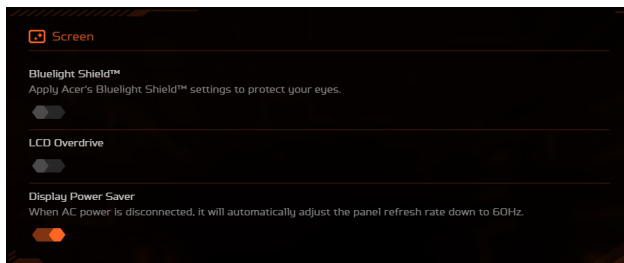 Screen
Bluelight Shield™
Apply Acer's Bluelight Shield™ settings to protect your eyes.
LCD Overdrive
Display Power Saver
When AC power is disconnected, it will automatically adjust the panel refresh rate down to 60Hz.